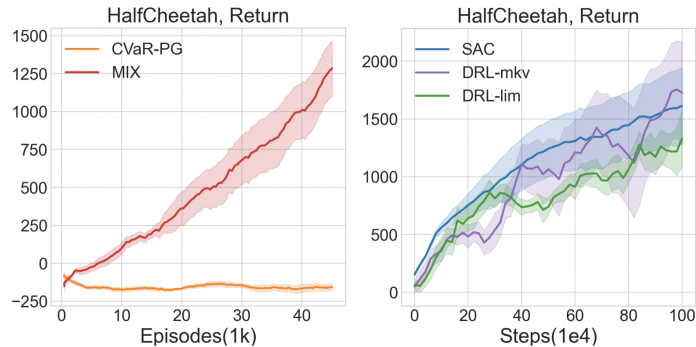 HalfCheetah, Return
1500
1250
1000
750
500
250
0
−250
CVaR-PG
MIX
0
10
20
30
40
Episodes(1k)
HalfCheetah, Return
2000
1500
1000
500
0
SAC
DRL-mkv
DRL-lim
0
20
40
60
80
100
Steps(1e4)